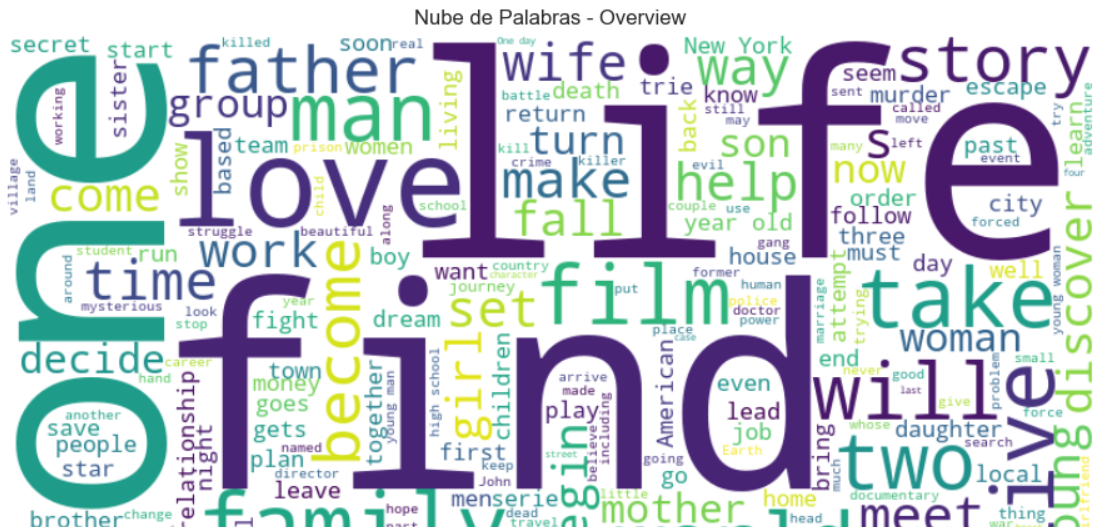 Nube de Palabras - Overview
secret
start
killed
soon
real
One day
wife
New York
way
seem
story
father
battle
death
trie
know
sent
murder
escape
one
working
sister
group
man
living
return
still
may
back
called
move
try
adventure
life
team
prison
women
turn
kill
crime
killer
evil
son
many
s
left
past
event
learn
four
village
land
come
show
based
love
child
school
make
help
couple
use
now
order
city
forced
struggle
beautiful
along
fall
year old
follow
three
must
student
run
work
boy
want
country
character
house
gang
day
well
young woman
around
time
mysterious
look
stop
year
fight
become
dream
journey
set
film
put
former
human
police
doctor
power
marriage
attempt
trying
take
woman
discover
decide
career
hand
town
money
find
girl
children
place
case
American
end
never
good
last
small
problem
another
save
people
star
goes
gets
plan
together
young man
high school
arrive
made
play
believe
including
even
lead
job
Earth
will
give
force
whose
daughter
search
relationship
night
named
director
first
keep
street
going
go
bring
much
two
local
live
leave
John
men
serie
begin
little
home
documentary
thing
girlfriend
brother
change
family
hope
part
dead
travel
mother
head
meet
war
young